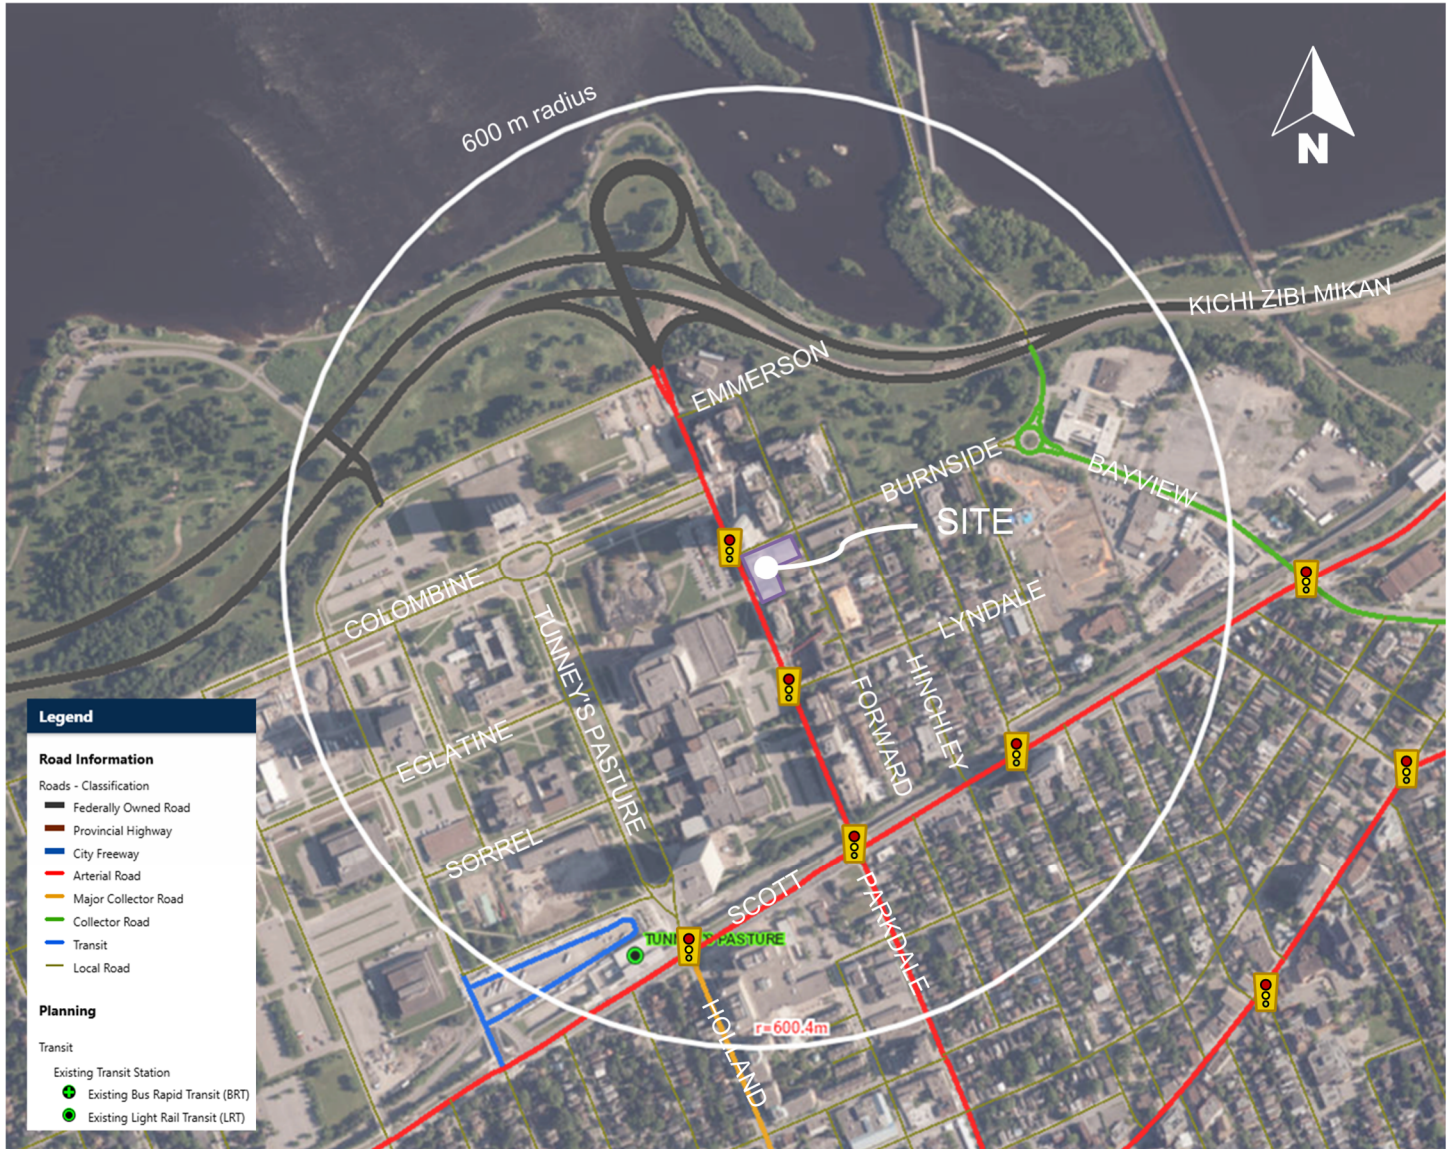 600 m radius
N
KICHI ZIBI MIKAN
EMMERSON
BURNSIDE
BAYVIEW
SITE
COLOMBINE
TUNNEY'S PASTURE
LYNDALE
HINCHLEY
FORWARD
EGLATINE
SORREL
SCOTT
PARKDALE
HOLLAND
r=600.4m
Legend
Road Information
Roads - Classification
Federally Owned Road
Provincial Highway
City Freeway
Arterial Road
Major Collector Road
Collector Road
Transit
Local Road
Planning
Transit
Existing Transit Station
Existing Bus Rapid Transit (BRT)
Existing Light Rail Transit (LRT)
PASTURE